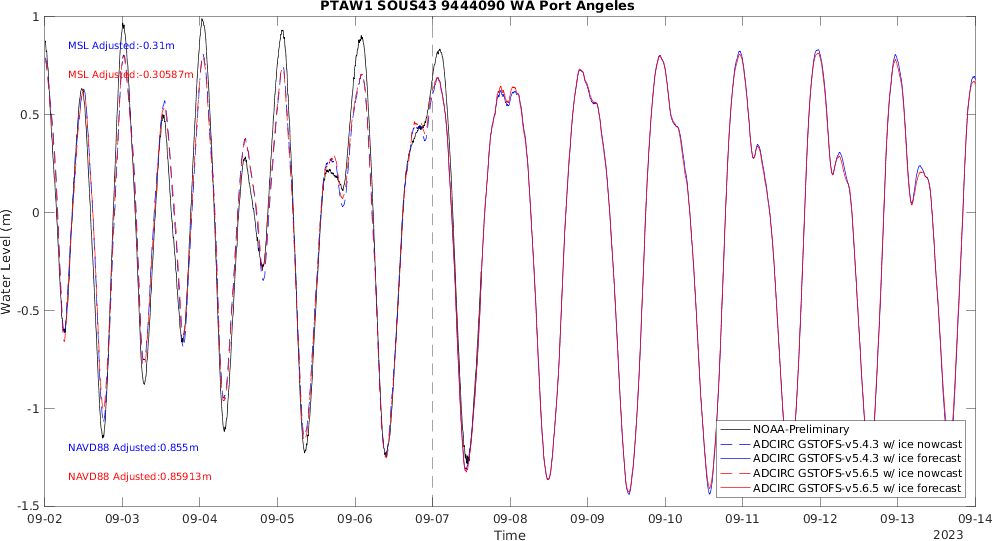 PTAW1 SOUS43 9444090 WA Port Angeles
1
MSL Adjusted:-0.31m
MSL Adjusted:-0.30587m
0.5
0
Water Level (m)
-0.5
-1
NAVD88 Adjusted:0.855m
NAVD88 Adjusted:0.85913m
-1.5
NOAA-Preliminary
ADCIRC GSTOFS-v5.4.3 w/ ice nowcast
ADCIRC GSTOFS-v5.4.3 w/ ice forecast
ADCIRC GSTOFS-v5.6.5 w/ ice nowcast
ADCIRC GSTOFS-v5.6.5 w/ ice forecast
09-02 09-03 09-04 09-05 09-06 09-07 09-08 09-09 09-10 09-11 09-12 09-13 09-14
Time
2023